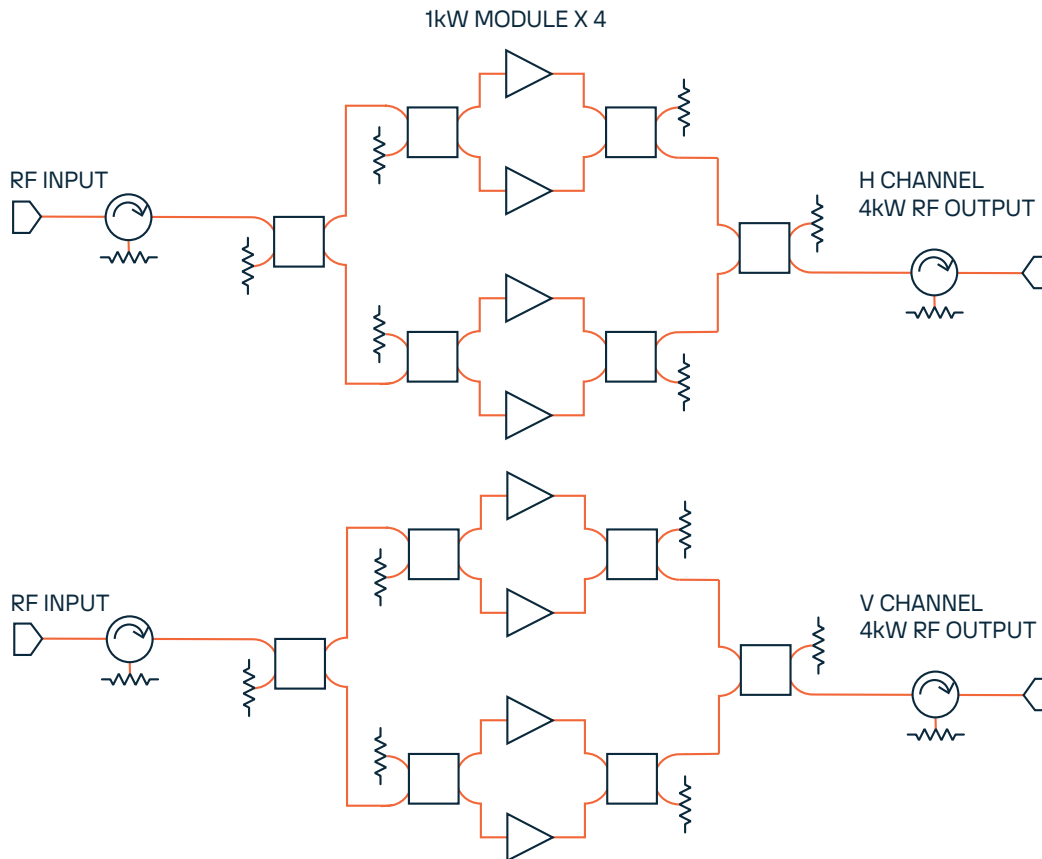 1kW MODULE X 4
RF INPUT
H CHANNEL
4kW RF OUTPUT
RF INPUT
V CHANNEL
4kW RF OUTPUT